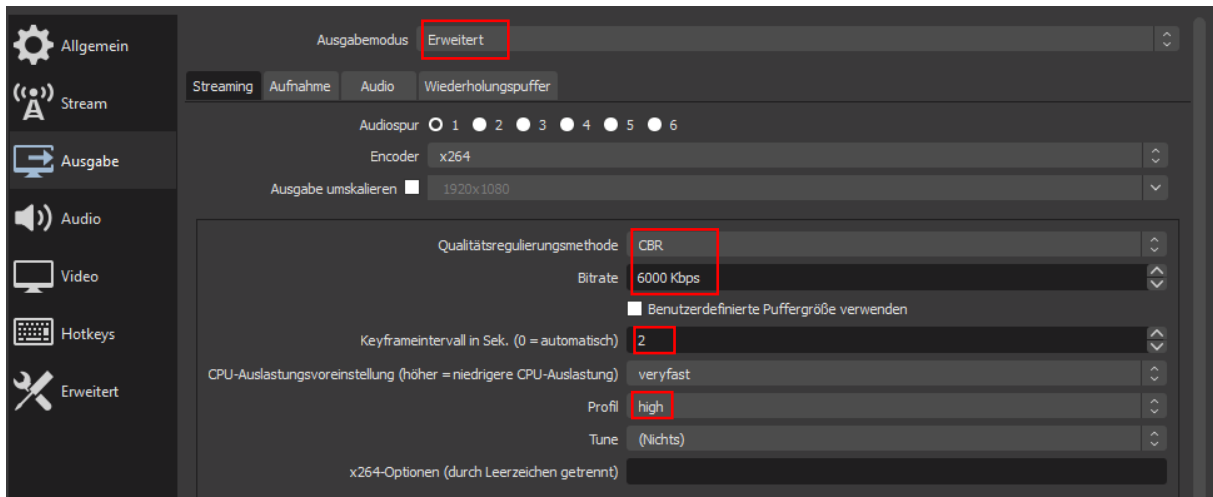 Allgemein
Stream
Ausgabe
Audio
Video
Hotkeys
Erweitert
Ausgabemodus Erweitert
Streaming Aufnahme Audio Wiederholungspuffer
Audiospur 1 2 3 4 5 6
Encoder x264
Ausgabe umskalieren 1920x1080
Qualitätsregulierungsmethode CBR
Bitrate 6000 Kbps
Benutzerdefinierte Puffergröße verwenden
Keyframeintervall in Sek. (0 = automatisch) 2
CPU-Auslastungsvoreinstellung (höher = niedrigere CPU-Auslastung) veryfast
Profil high
Tune (Nichts)
x264-Optionen (durch Leerzeichen getrennt)